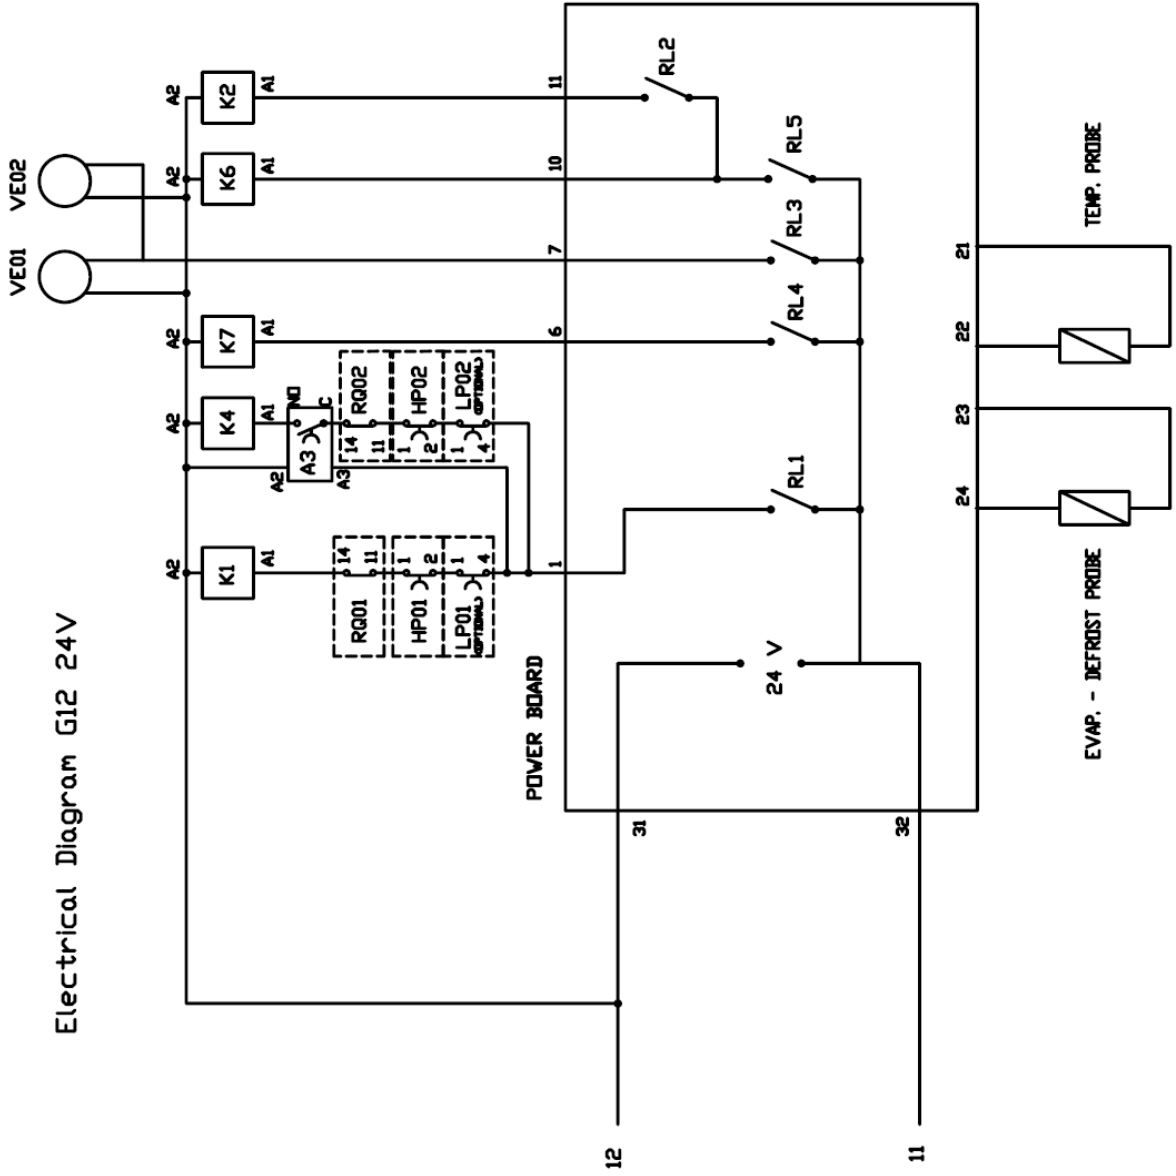 VE01
VE02
Electrical Diagram G12 24V
A2
A2
A2
A2
A2
K1
K4
K7
K6
K2
A1
A1
A1
A1
A1
A2
NO
A3
A3
C
RQ01
14
11
14
11
RQ02
HP01
1
2
1
2
HP02
LP01
(OPTIONAL)
1
4
1
4
LP02
(OPTIONAL)
POWER BOARD
1
6
7
10
11
12
31
RL2
24 V
RL1
RL4
RL3
RL5
11
32
24
23
22
21
EVAP. - DEFROST PROBE
TEMP. PROBE